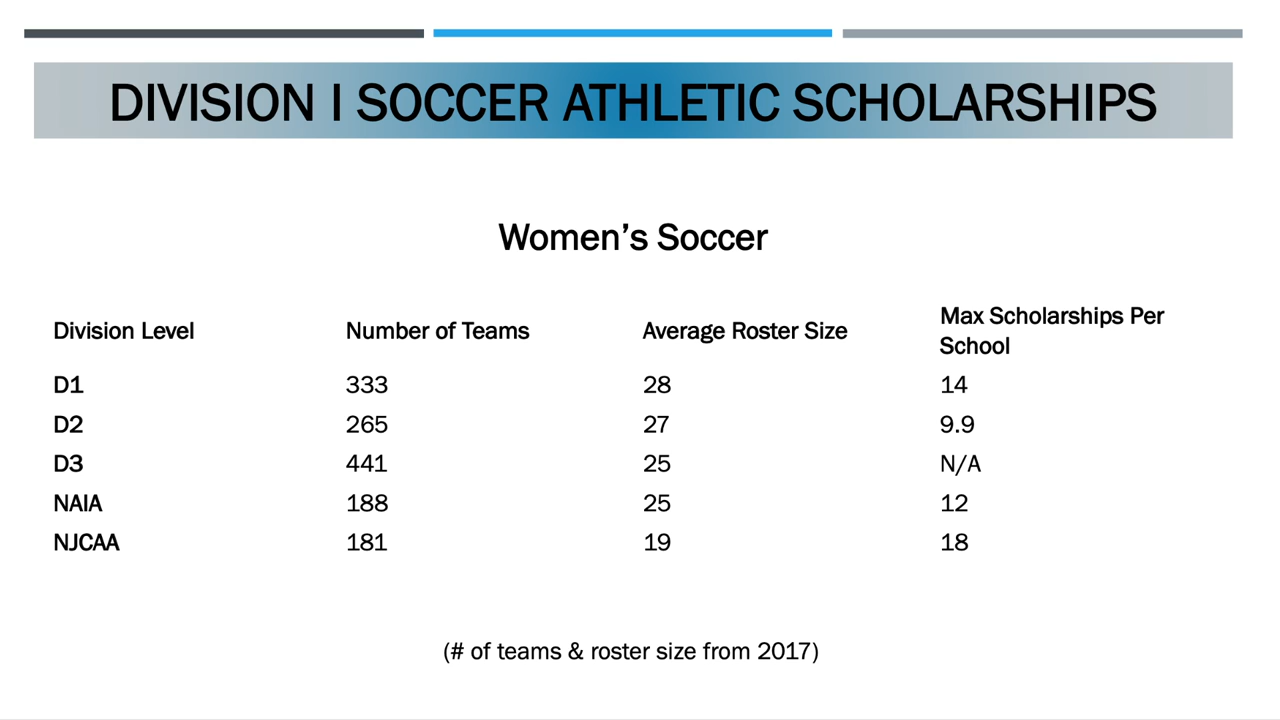 DIVISION I SOCCER ATHLETIC SCHOLARSHIPS
Women’s Soccer
Division Level Number of Teams Average Roster Size Max Scholarships Per School
D1 333 28 14
D2 265 27 9.9
D3 441 25 N/A
NAIA 188 25 12
NJCAA 181 19 18
(# of teams & roster size from 2017)